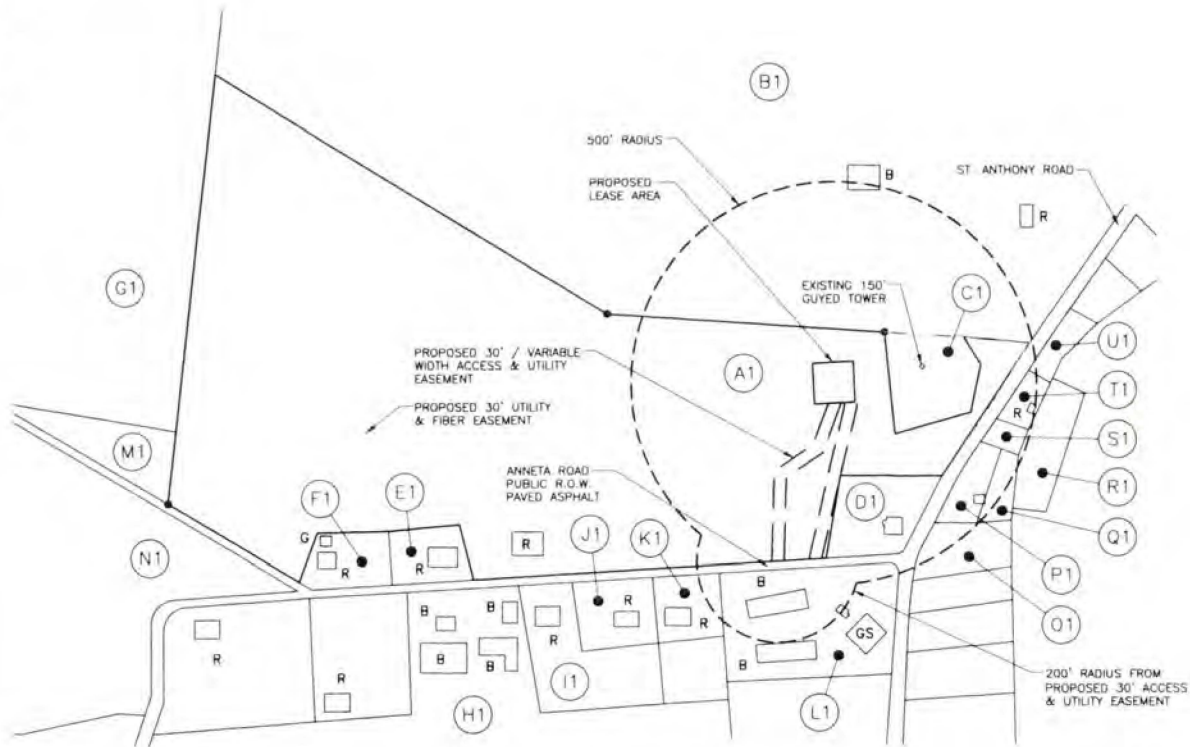 B1
500' RADIUS
PROPOSED
LEASE AREA
B
ST. ANTHONY ROAD
R
G1
EXISTING 150'
GUYED TOWER
C1
U1
PROPOSED 30' / VARIABLE
WIDTH ACCESS & UTILITY
EASEMENT
A1
T1
R
PROPOSED 30' UTILITY
& FIBER EASEMENT
S1
M1
ANNETA ROAD
PUBLIC R.O.W.
PAVED ASPHALT
R1
F1
E1
D1
Q1
G
R
R
R
J1
K1
P1
N1
B
O1
B
B
R
R
R
GS
R
B
B
B
R
I1
L1
H1
200' RADIUS FROM
PROPOSED 30' ACCESS
& UTILITY EASEMENT